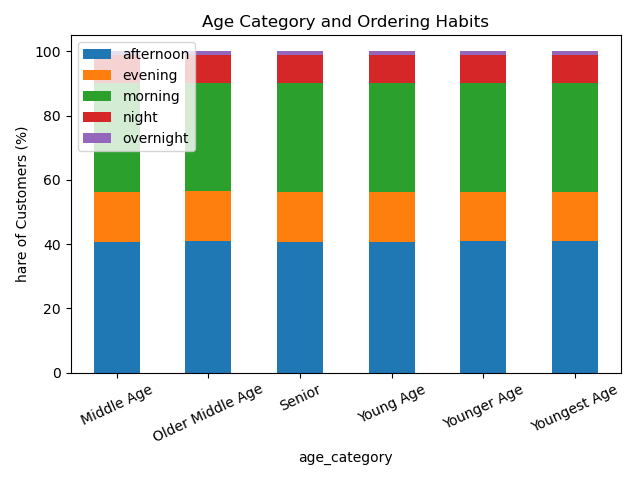 Age Category and Ordering Habits
afternoon
evening
morning
night
overnight
100
80
60
40
20
0
hare of Customers (%)
Middle Age
Older Middle Age
Senior
Young Age
Younger Age
Youngest Age
age_category